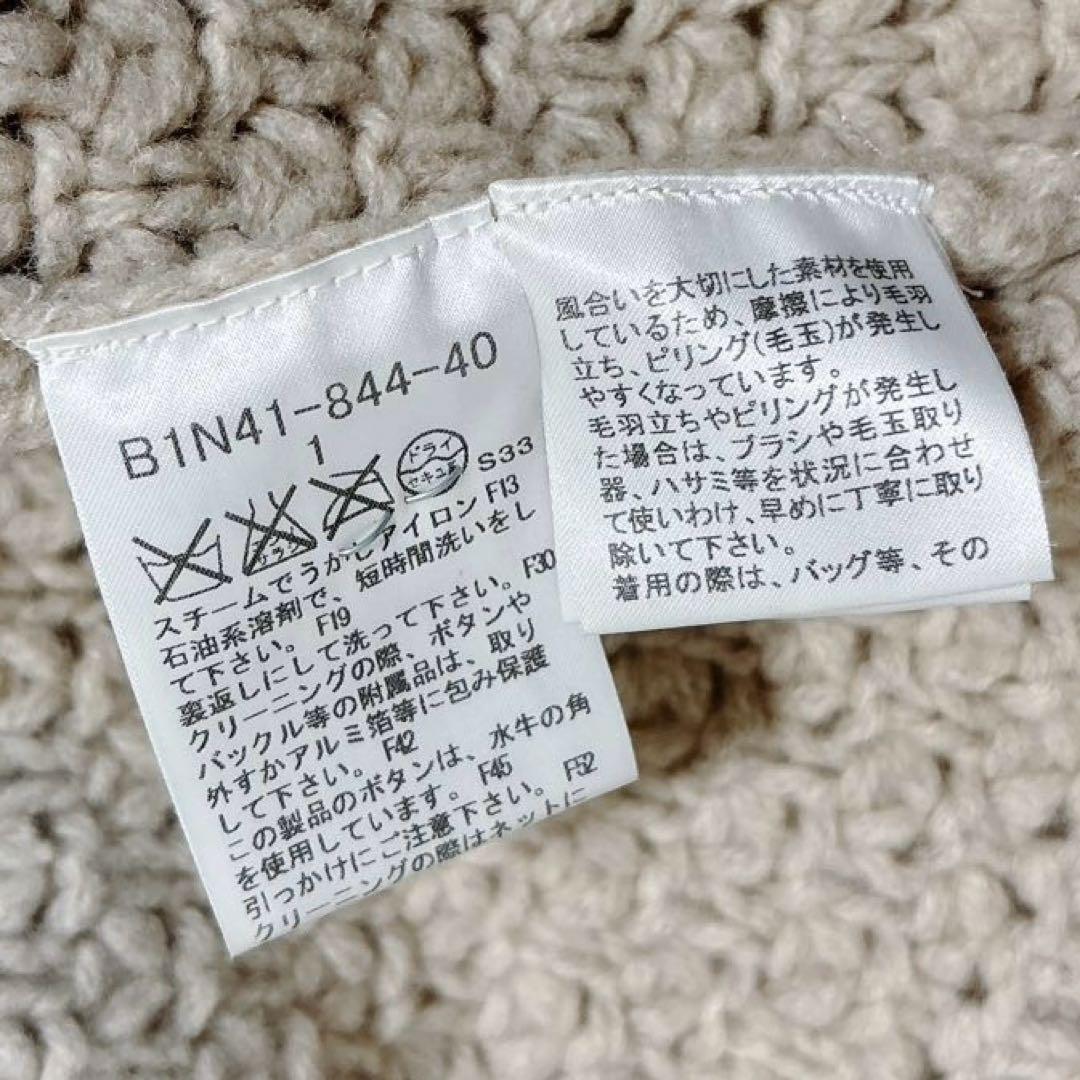 B1N41-844-40
1
ドライ
セキユ系
S33
エンソ
サラシ
スチームでうかしアイロン F13
石油系溶剤で、短時間洗いをし
て下さい。 F19
裏返しにして洗って下さい。 F30
クリーニングの際、ボタンや
バックル等の附属品は、取り
外すかアルミ箔等に包み保護
して下さい。 F42
この製品のボタンは、水牛の角
を使用しています。 F45
引っかけにご注意下さい。 F52
クリーニングの際はネットに
風合いを大切にした素材を使用
しているため、摩擦により毛羽
立ち、ピリング(毛玉)が発生し
やすくなっています。
毛羽立ちやピリングが発生し
た場合は、ブラシや毛玉取り
器、ハサミ等を状況に合わせ
て使いわけ、早めに丁寧に取り
除いて下さい。
着用の際は、バッグ等、その